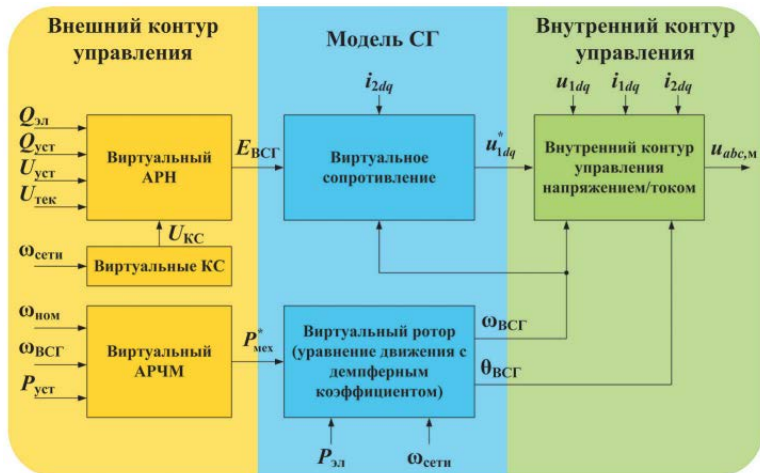 Внешний контур
управления
Модель СГ
Внутренний контур
управления
Qэл
Qуст
Uуст
Uтек
Виртуальный
АРН
EВСГ
i2dq
Виртуальное
сопротивление
u*1dq
u1dq
i1dq
i2dq
Внутренний контур
управления
напряжением/током
uabc,м
UКС
ωсети
Виртуальные КС
ωном
ωВСГ
Pуст
Виртуальный
АРЧМ
P*мех
Виртуальный ротор
(уравнение движения с
демпферным
коэффициентом)
ωВСГ
θВСГ
Pэл
ωсети